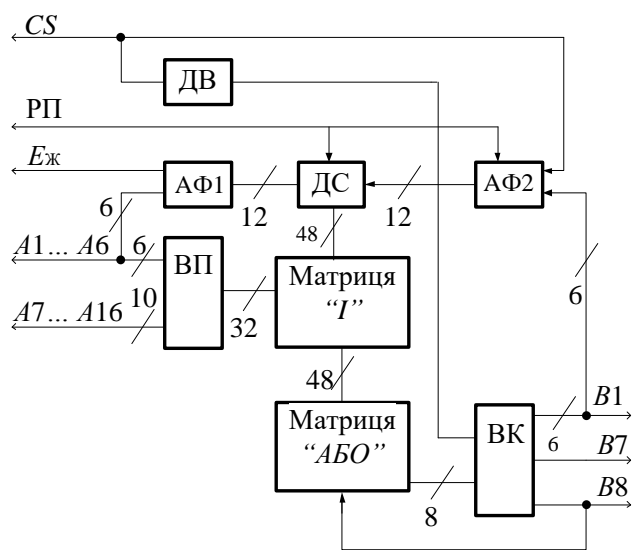 CS
ДВ
РП
Eж
АФ1
ДС
АФ2
6
12
12
48
A1... A6
6
ВП
Матриця
“I”
6
A7... A16
10
32
48
B1
Матриця
“АБО”
ВК
6
B7
8
B8